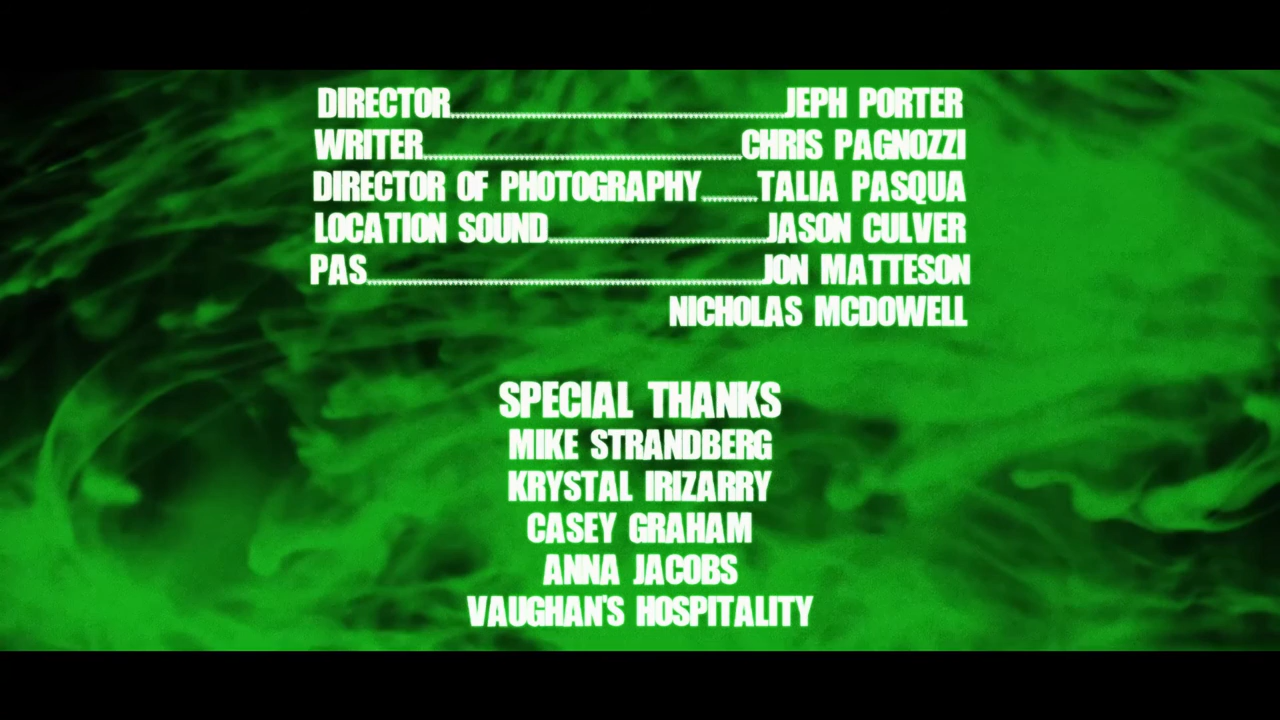 DIRECTOR........................................JEPH PORTER
WRITER........................................CHRIS PAGNOZZI
DIRECTOR OF PHOTOGRAPHY.......TALIA PASQUA
LOCATION SOUND..........................JASON CULVER
PAS................................................JON MATTESON
NICHOLAS MCDOWELL
SPECIAL THANKS
MIKE STRANDBERG
KRYSTAL IRIZARRY
CASEY GRAHAM
ANNA JACOBS
VAUGHAN'S HOSPITALITY